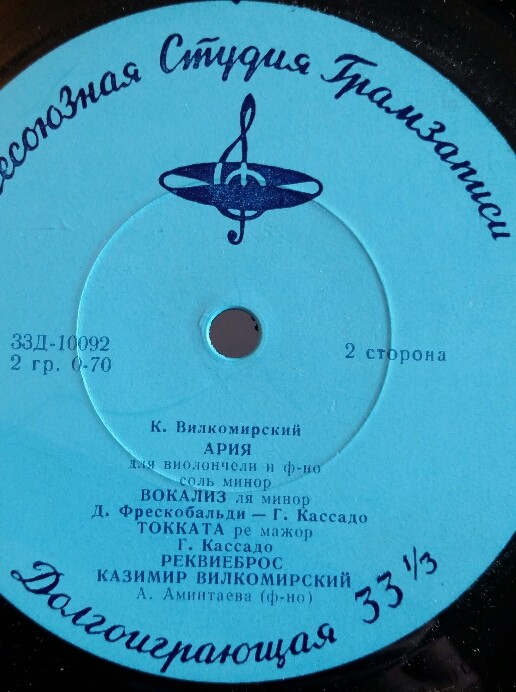 Всесоюзная Студия Грамзаписи
33Д-10092
2 гр. 0-70
2 сторона
К. Вилкомирский
АРИЯ
для виолончели и ф-но
соль минор
ВОКАЛИЗ ля минор
Д. Фрескобальди — Г. Кассадо
ТОККАТА ре мажор
Г. Кассадо
РЕКВИЕБРОС
КАЗИМИР ВИЛКОМИРСКИЙ
А. Аминтаева (ф-но)
Долгоиграющая 33 1/3